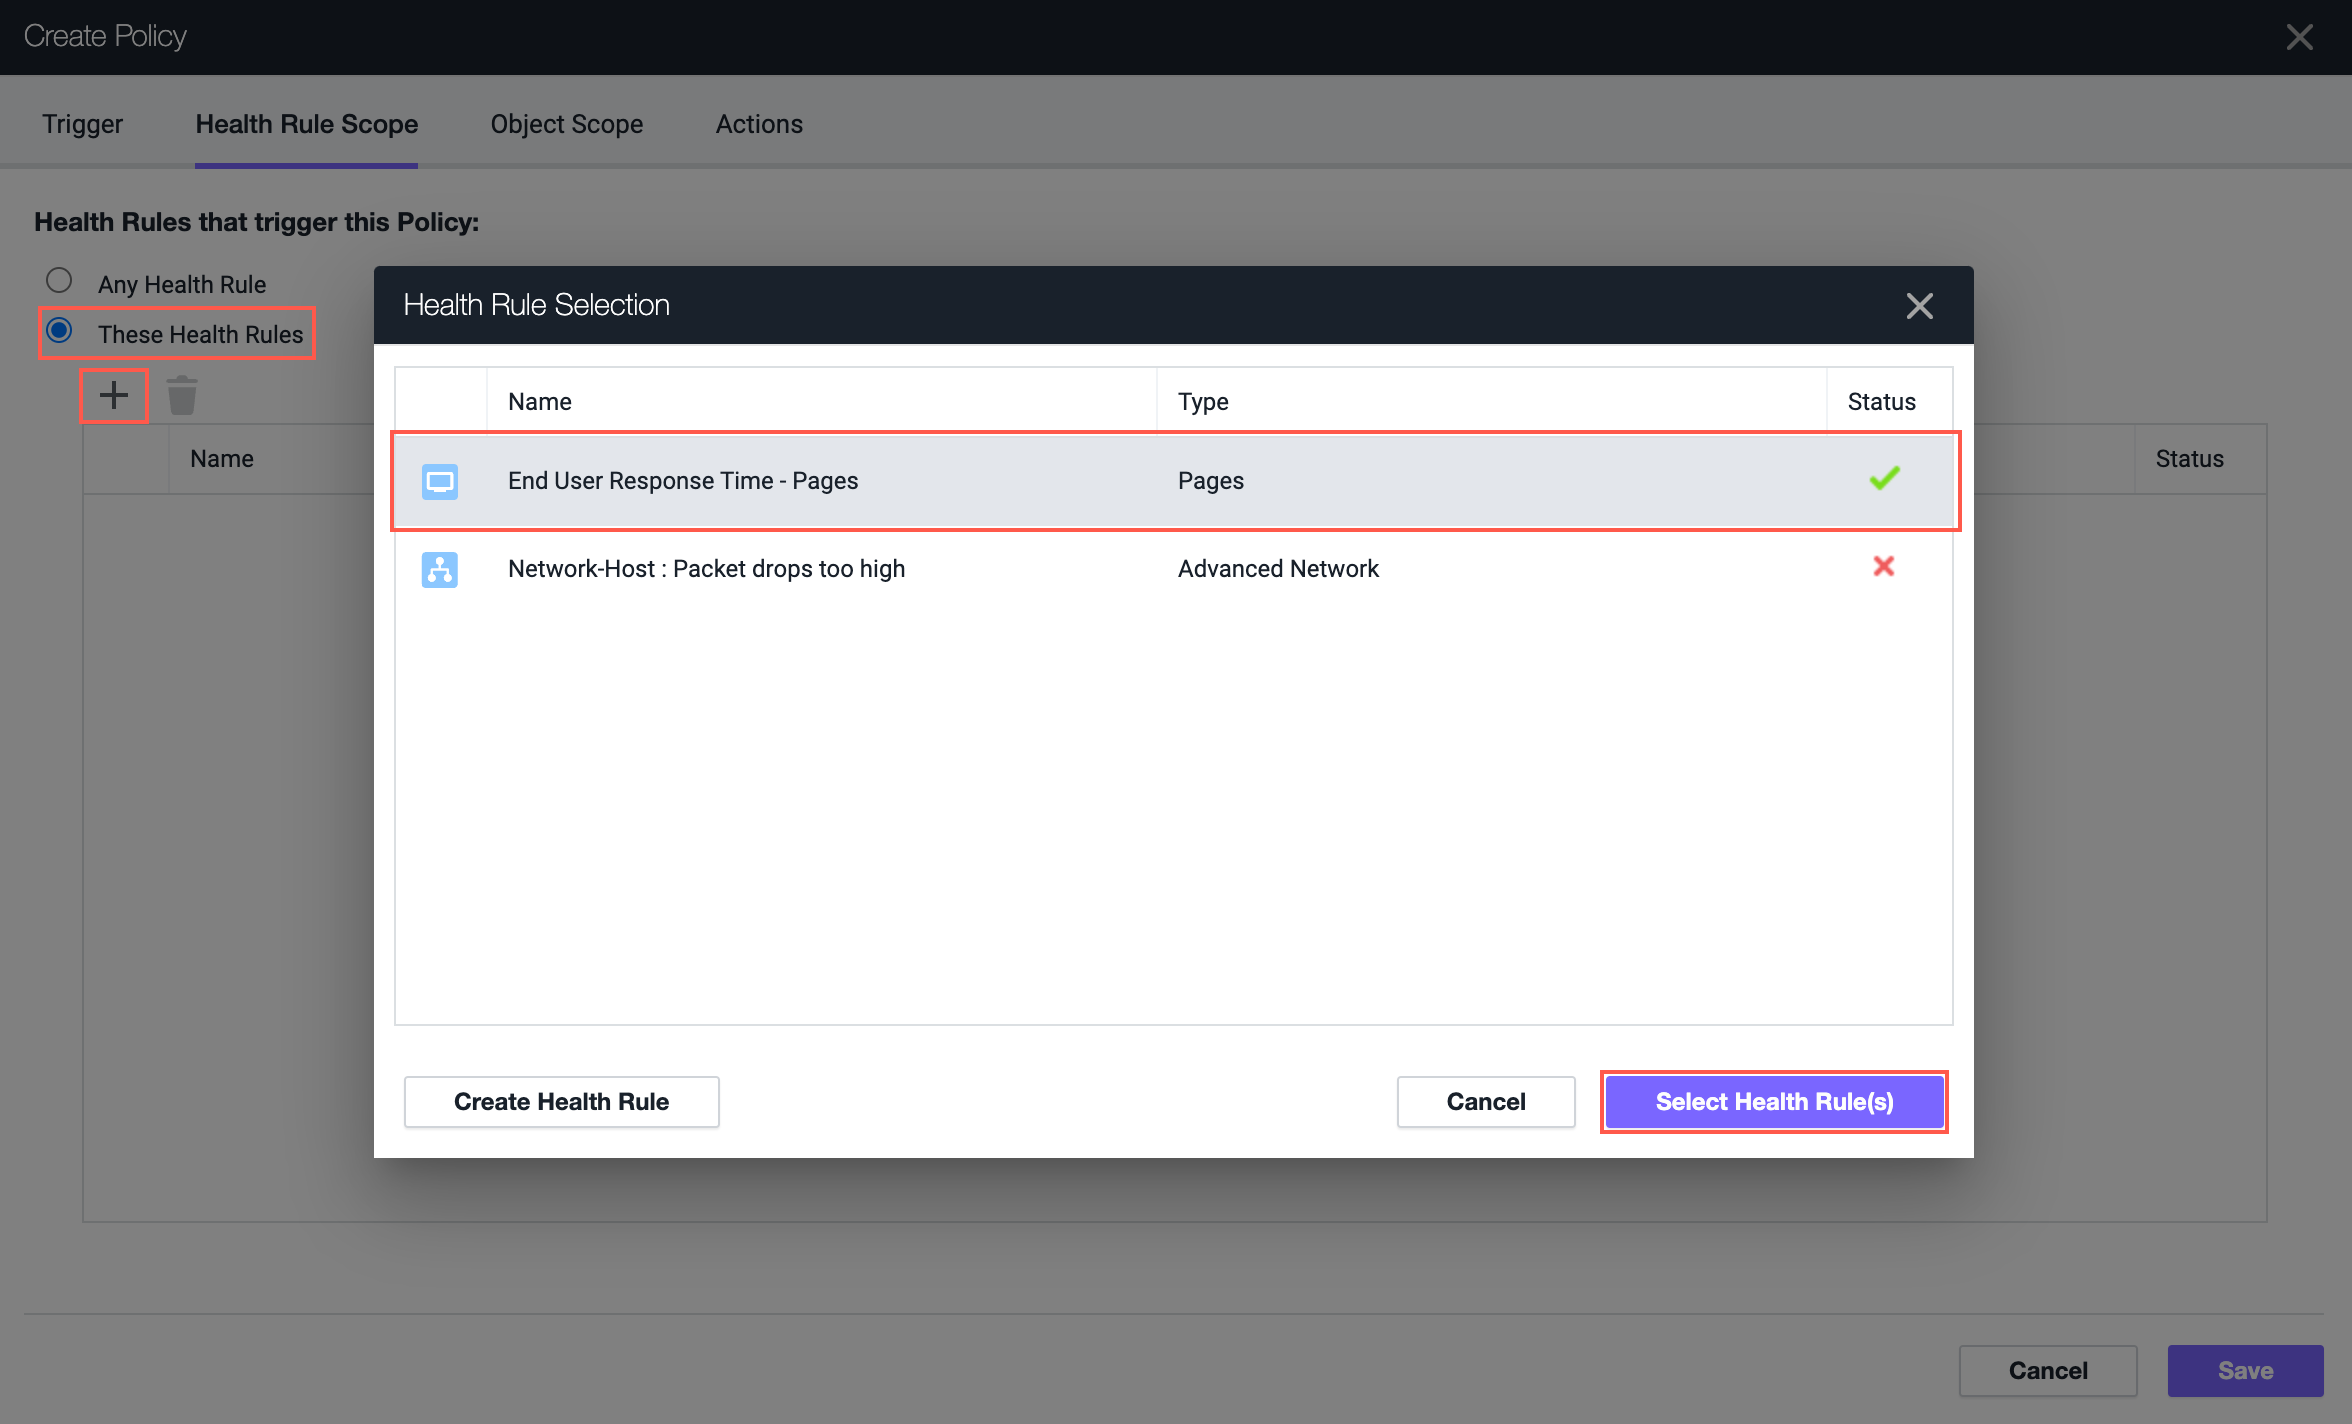 Create Policy
Trigger Health Rule Scope Object Scope Actions
Health Rules that trigger this Policy:
Any Health Rule
These Health Rules
Name Status
Health Rule Selection
Name Type Status
End User Response Time - Pages Pages
Network-Host : Packet drops too high Advanced Network
Create Health Rule Cancel Select Health Rule(s)
Cancel Save